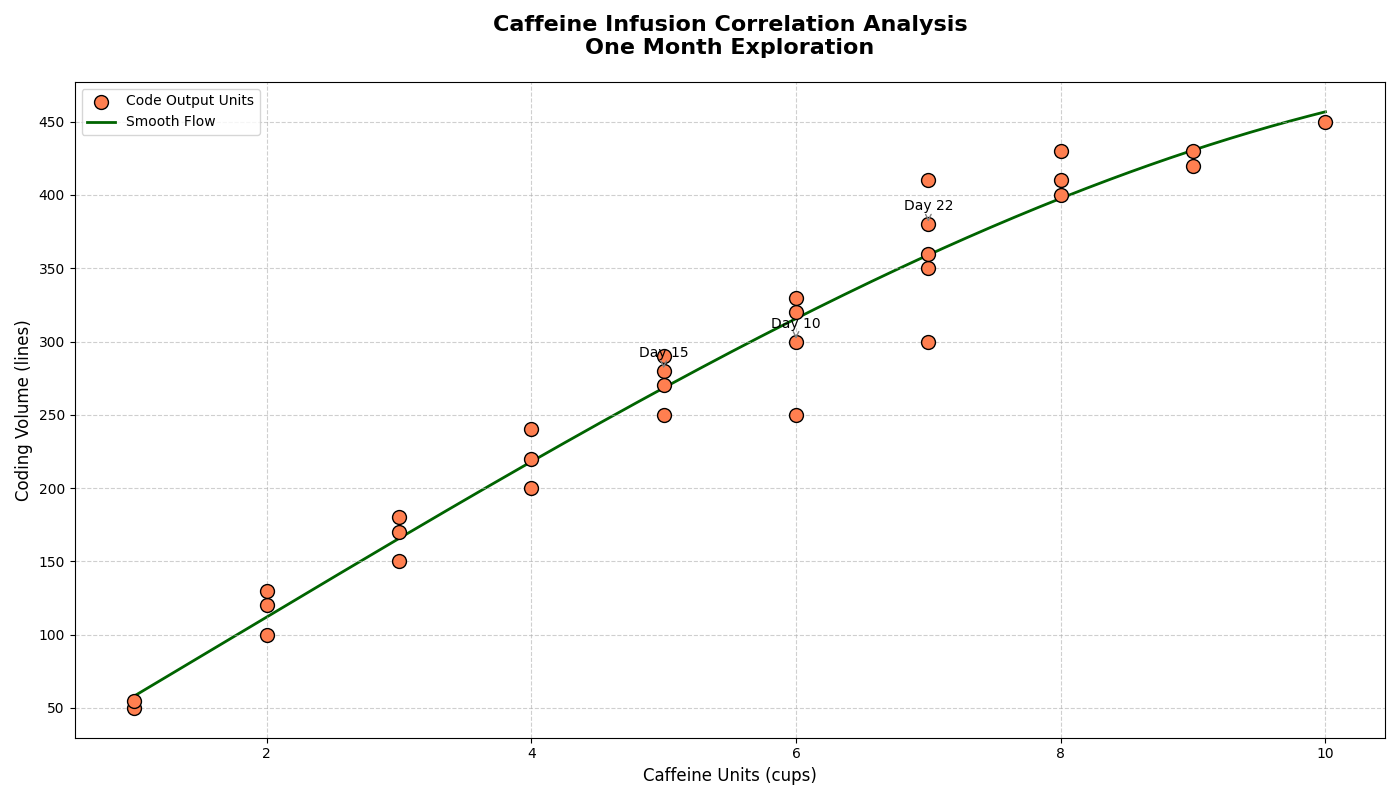 Caffeine Infusion Correlation Analysis
One Month Exploration
Code Output Units
Smooth Flow
Coding Volume (lines)
450
400
350
300
250
200
150
100
50
Day 22
Day 10
Day 15
2
4
6
8
10
Caffeine Units (cups)